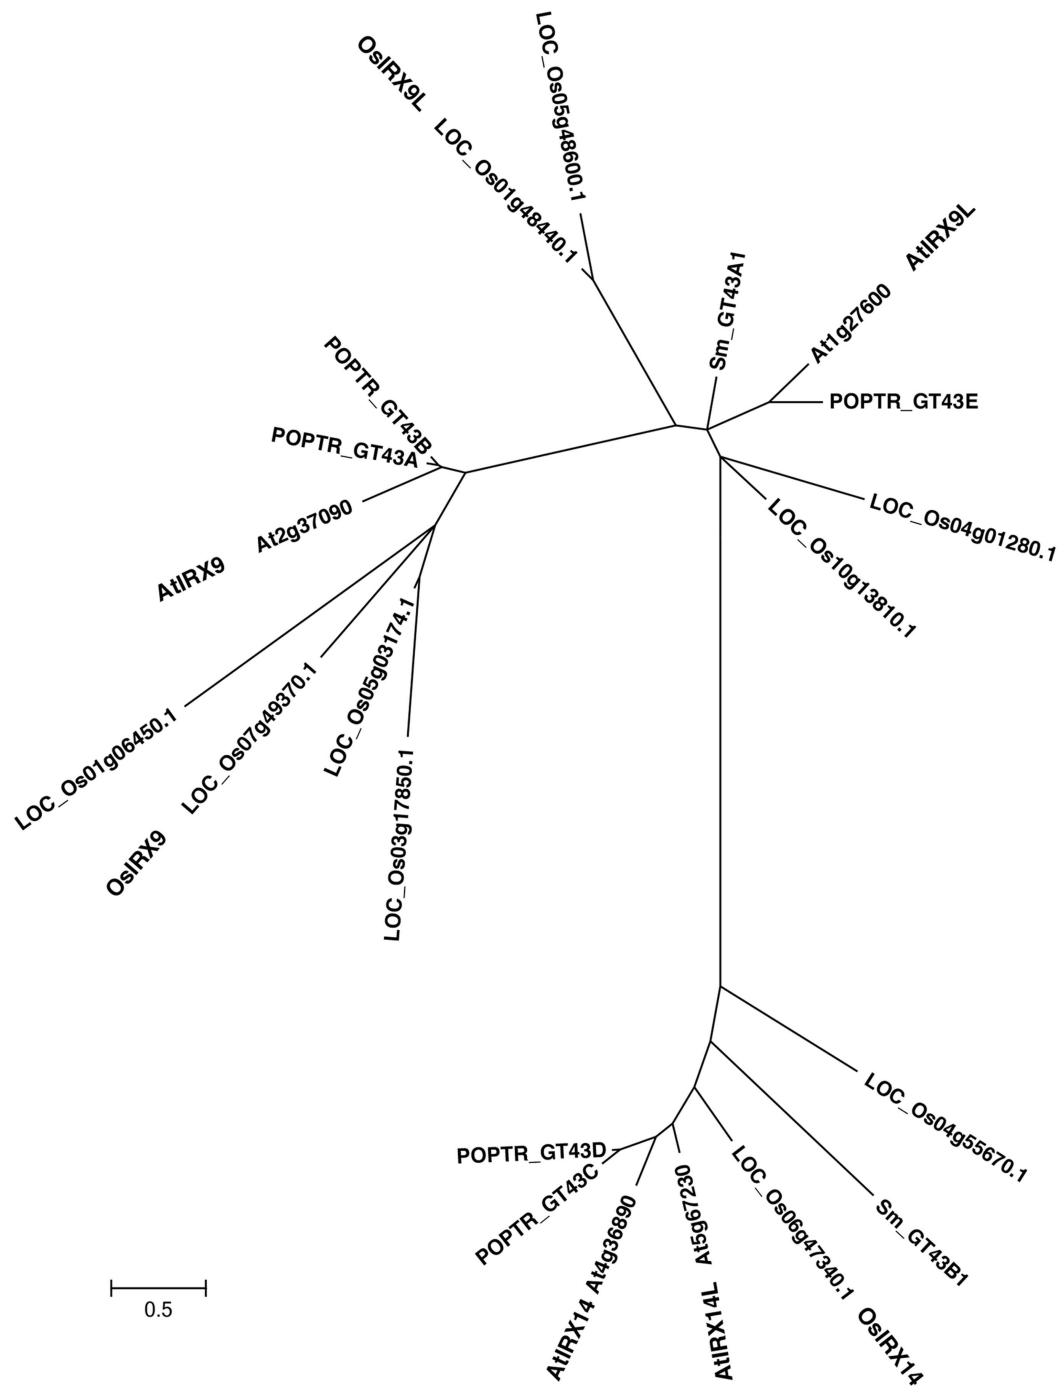 LOC_Os05g48600.1
OsIRX9L
LOC_Os01g48440.1
AtIRX9L
Sm_GT43A1
At1g27600
POPTR_GT43E
POPTR_GT43B
POPTR_GT43A
At2g37090
AtIRX9
LOC_Os04g01280.1
LOC_Os10g13810.1
LOC_Os05g03174.1
LOC_Os07g49370.1
LOC_Os01g06450.1
OsIRX9
LOC_Os03g17850.1
LOC_Os04g55670.1
POPTR_GT43D
POPTR_GT43C
At4g36890
AtIRX14
At5g67230
AtIRX14L
LOC_Os06g47340.1
OsIRX14
Sm_GT43B1
0.5